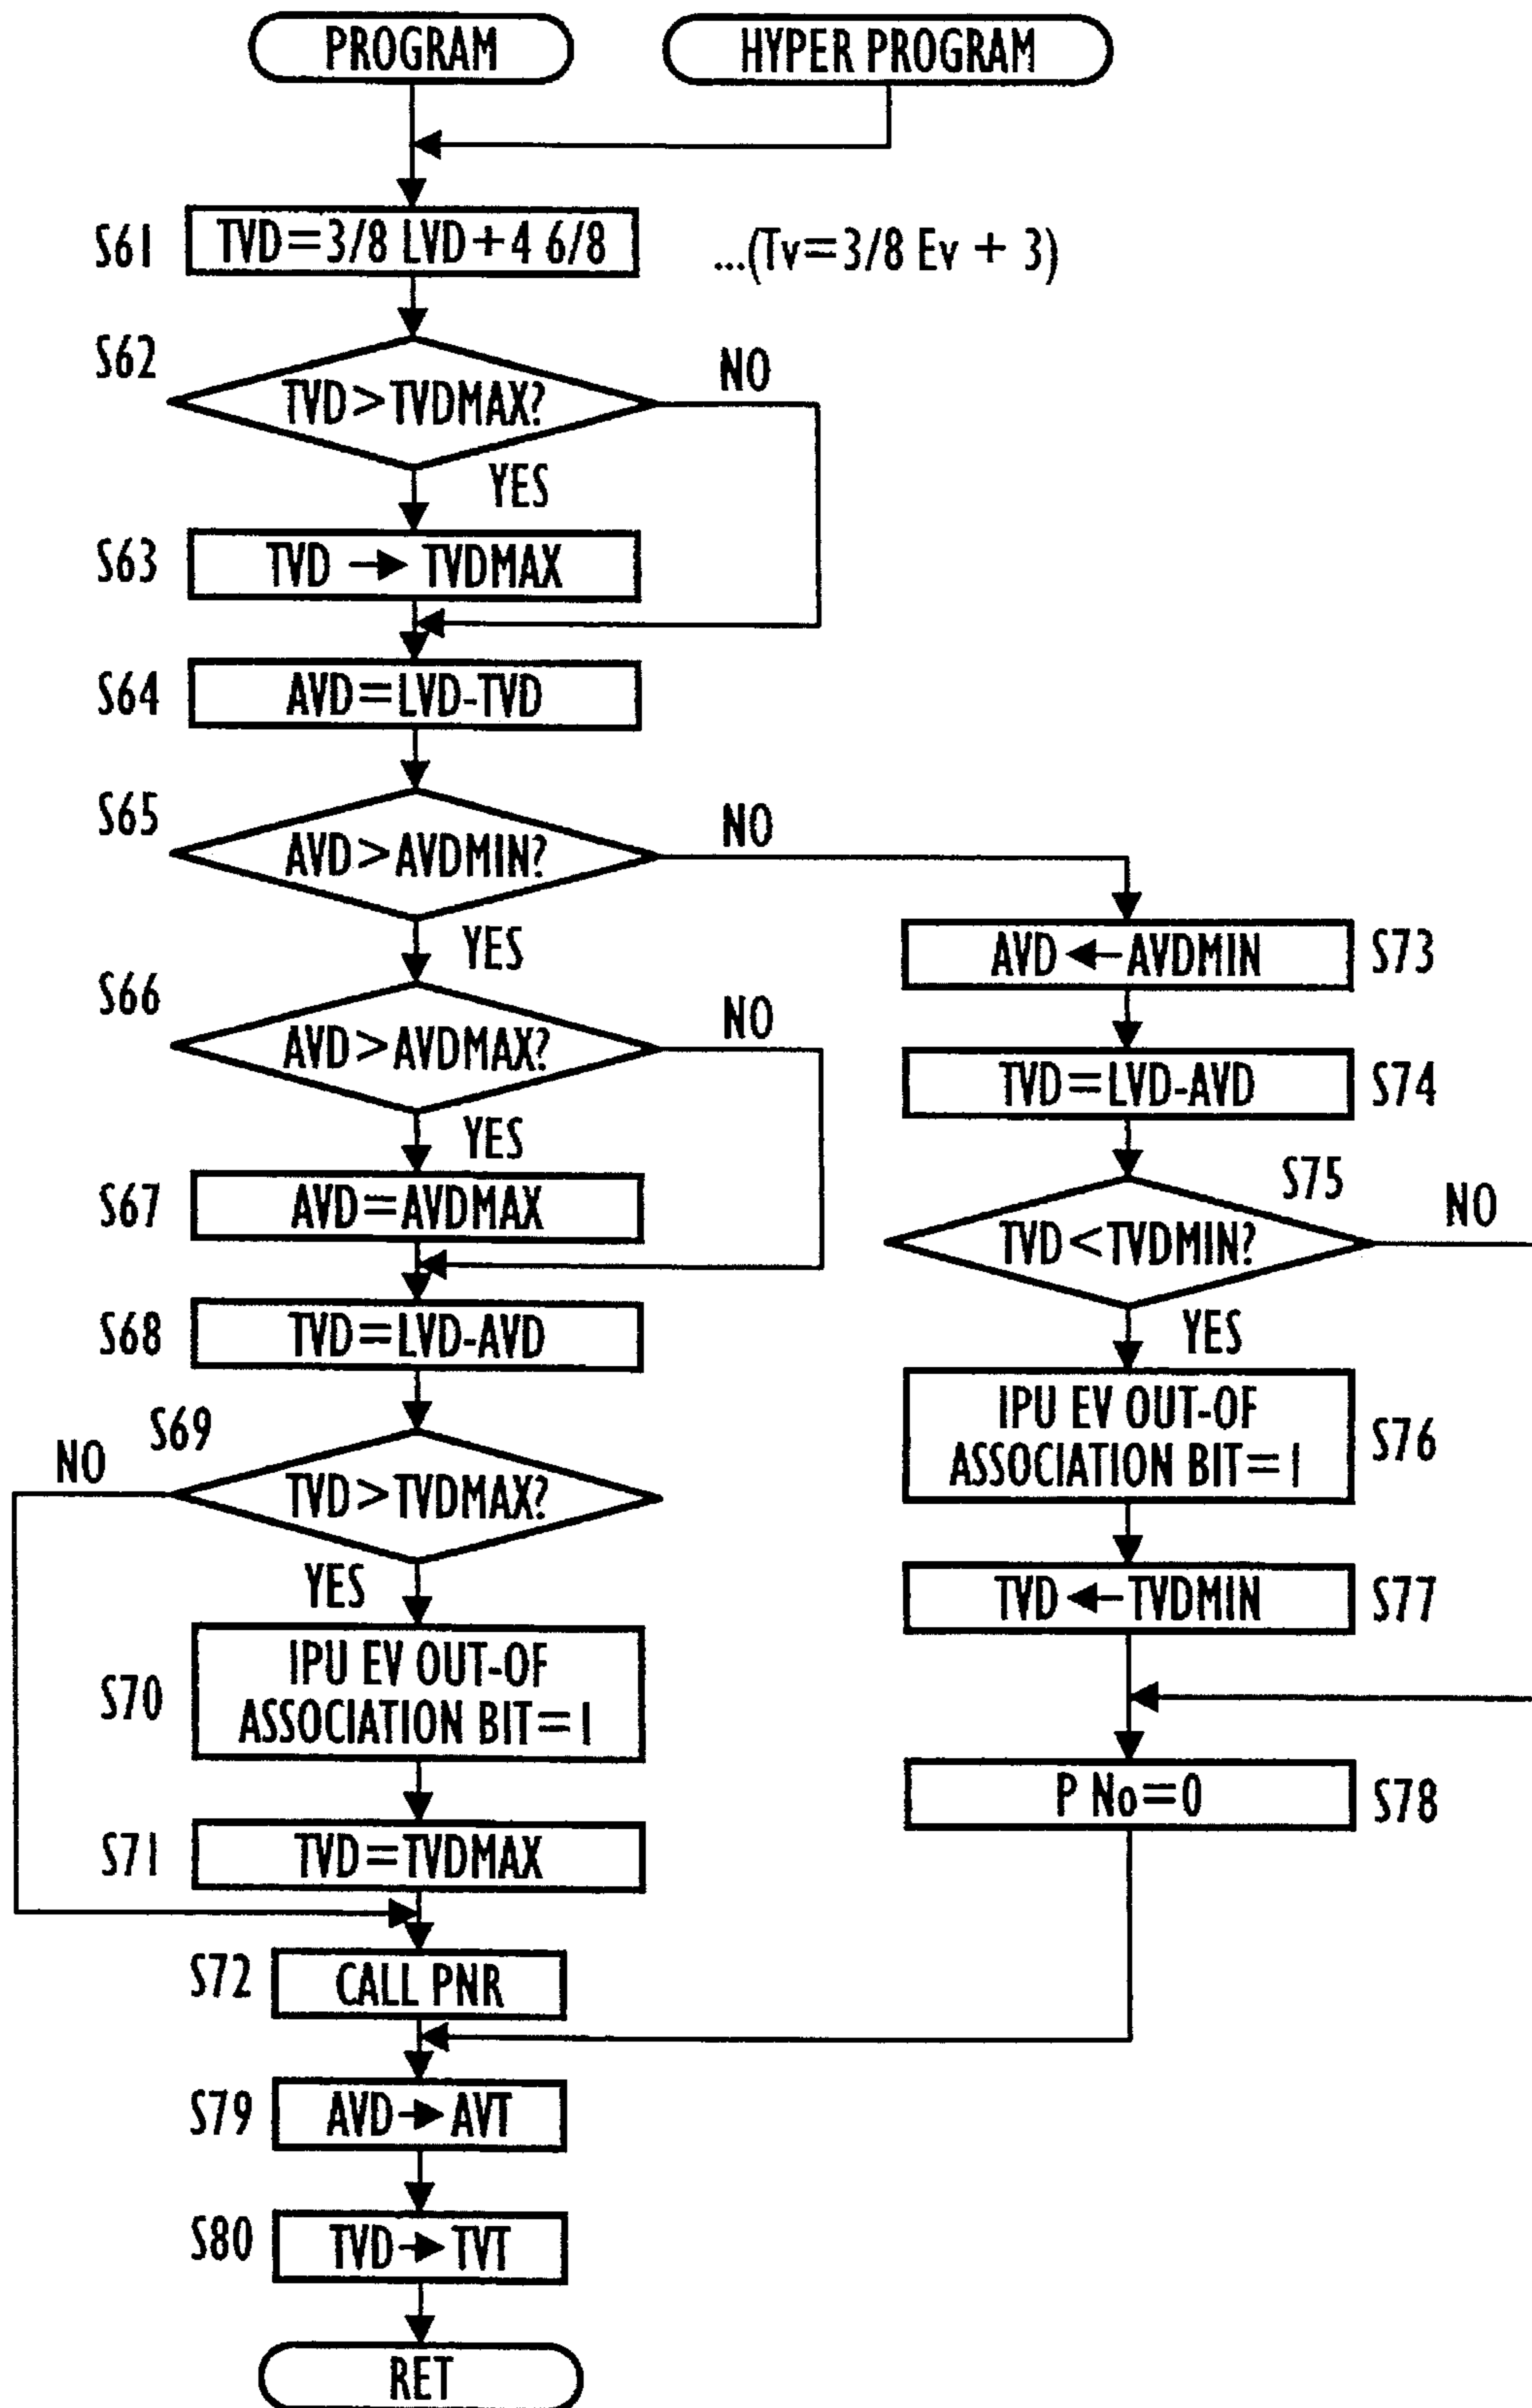 PROGRAM
HYPER PROGRAM
S61
TVD=3/8 LVD+4 6/8
...(Tv=3/8 Ev + 3)
S62
TVD>TVDMAX?
NO
YES
S63
TVD → TVDMAX
S64
AVD=LVD-TVD
S65
AVD>AVDMIN?
NO
YES
S66
AVD>AVDMAX?
NO
YES
S67
AVD=AVDMAX
S68
TVD=LVD-AVD
S69
NO
TVD>TVDMAX?
YES
S70
IPU EV OUT-OF
ASSOCIATION BIT=1
S71
TVD=TVDMAX
S72
CALL PNR
AVD←AVDMIN
S73
TVD=LVD-AVD
S74
S75
TVD<TVDMIN?
NO
YES
IPU EV OUT-OF
ASSOCIATION BIT=1
S76
TVD←TVDMIN
S77
P No=0
S78
S79
AVD→AVT
S80
TVD→TVT
RET